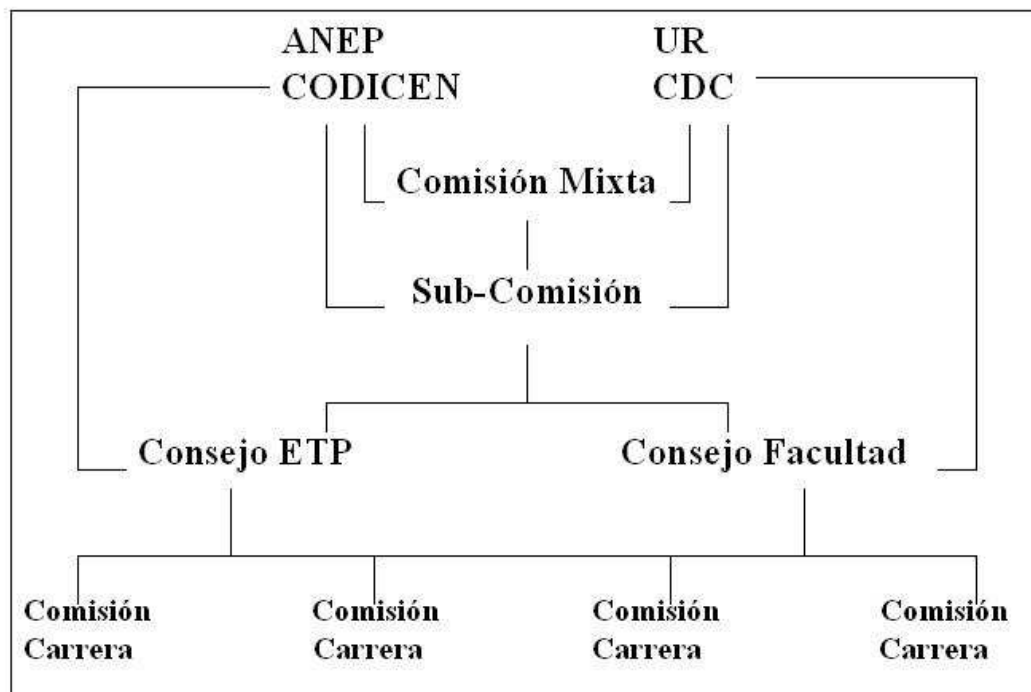 ANEP
CODICEN
UR
CDC
Comisión Mixta
Sub-Comisión
Consejo ETP
Consejo Facultad
Comisión
Carrera
Comisión
Carrera
Comisión
Carrera
Comisión
Carrera